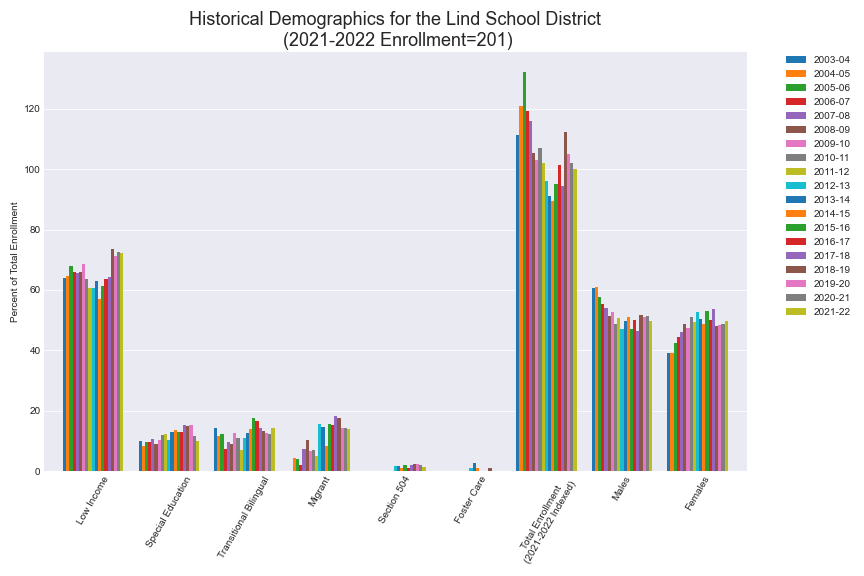 Historical Demographics for the Lind School District
(2021-2022 Enrollment=201)
Percent of Total Enrollment
120
100
80
60
40
20
0
Low Income
Special Education
Transitional Bilingual
Migrant
Section 504
Foster Care
Total Enrollment
(2021-2022 Indexed)
Males
Females
2003-04
2004-05
2005-06
2006-07
2007-08
2008-09
2009-10
2010-11
2011-12
2012-13
2013-14
2014-15
2015-16
2016-17
2017-18
2018-19
2019-20
2020-21
2021-22